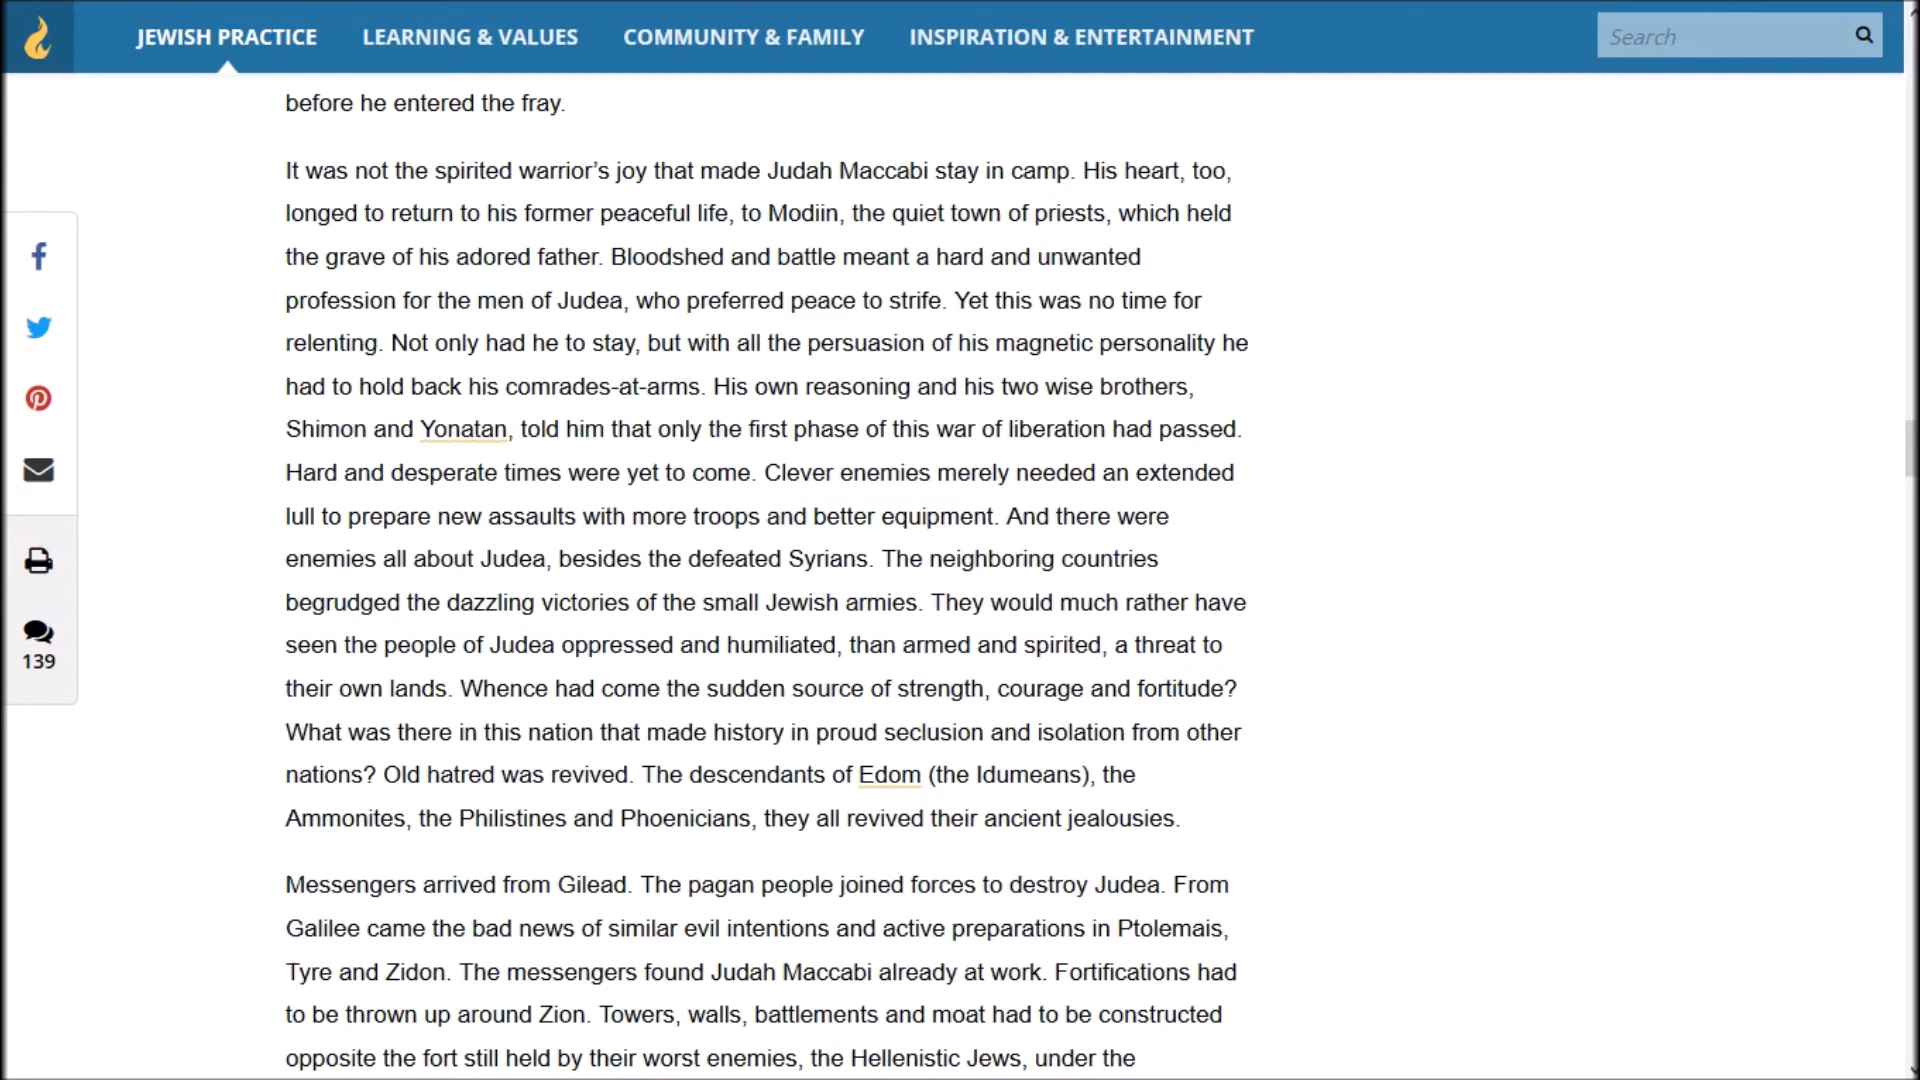 JEWISH PRACTICE LEARNING & VALUES COMMUNITY & FAMILY INSPIRATION & ENTERTAINMENT Search
before he entered the fray.
It was not the spirited warrior’s joy that made Judah Maccabi stay in camp. His heart, too,
longed to return to his former peaceful life, to Modiin, the quiet town of priests, which held
the grave of his adored father. Bloodshed and battle meant a hard and unwanted
profession for the men of Judea, who preferred peace to strife. Yet this was no time for
relenting. Not only had he to stay, but with all the persuasion of his magnetic personality he
had to hold back his comrades-at-arms. His own reasoning and his two wise brothers,
Shimon and Yonatan, told him that only the first phase of this war of liberation had passed.
Hard and desperate times were yet to come. Clever enemies merely needed an extended
lull to prepare new assaults with more troops and better equipment. And there were
enemies all about Judea, besides the defeated Syrians. The neighboring countries
begrudged the dazzling victories of the small Jewish armies. They would much rather have
seen the people of Judea oppressed and humiliated, than armed and spirited, a threat to
their own lands. Whence had come the sudden source of strength, courage and fortitude?
What was there in this nation that made history in proud seclusion and isolation from other
nations? Old hatred was revived. The descendants of Edom (the Idumeans), the
Ammonites, the Philistines and Phoenicians, they all revived their ancient jealousies.
Messengers arrived from Gilead. The pagan people joined forces to destroy Judea. From
Galilee came the bad news of similar evil intentions and active preparations in Ptolemais,
Tyre and Zidon. The messengers found Judah Maccabi already at work. Fortifications had
to be thrown up around Zion. Towers, walls, battlements and moat had to be constructed
opposite the fort still held by their worst enemies, the Hellenistic Jews, under the
139